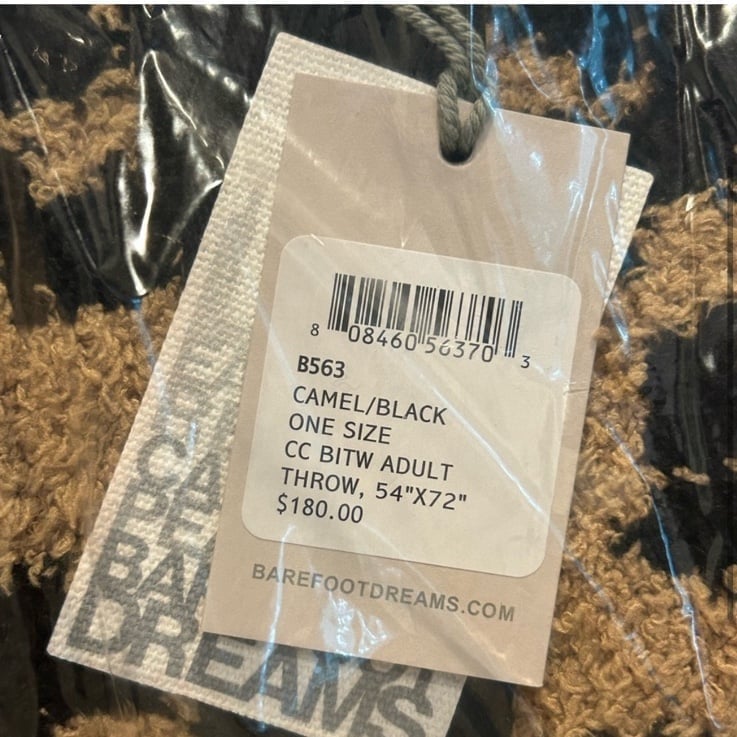 8 08460 56370 3
B563
CAMEL/BLACK
ONE SIZE
CC BITW ADULT
THROW, 54"X72"
$180.00
BAREFOOTDREAMS.COM
DREAMS